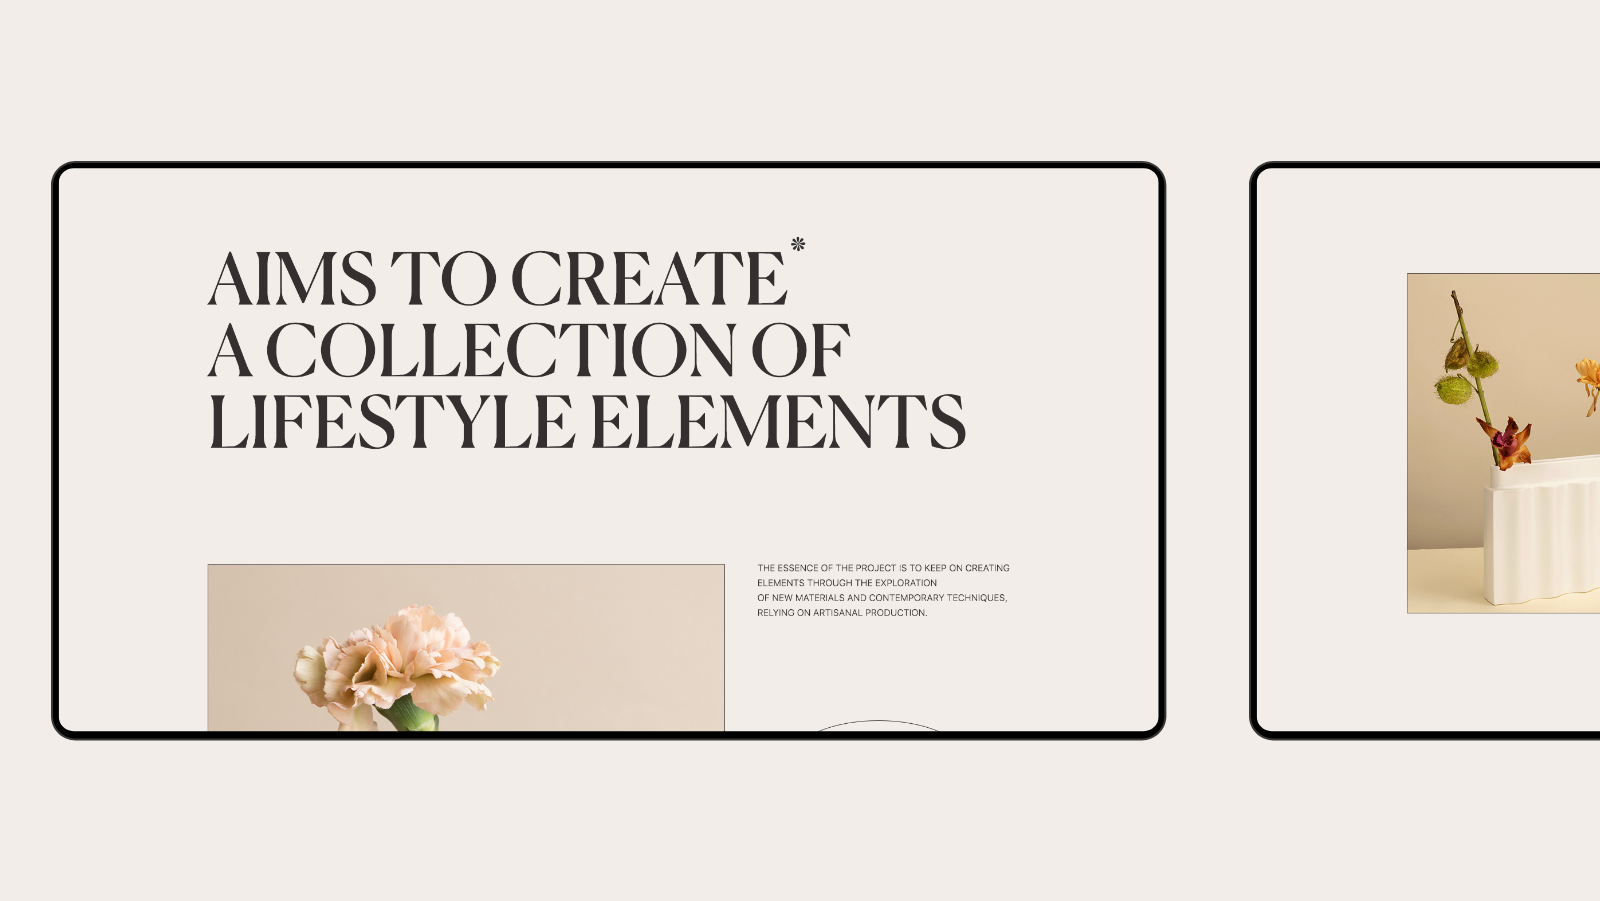 AIMS TO CREATE*
A COLLECTION OF
LIFESTYLE ELEMENTS
THE ESSENCE OF THE PROJECT IS TO KEEP ON CREATING
ELEMENTS THROUGH THE EXPLORATION
OF NEW MATERIALS AND CONTEMPORARY TECHNIQUES,
RELYING ON ARTISANAL PRODUCTION.